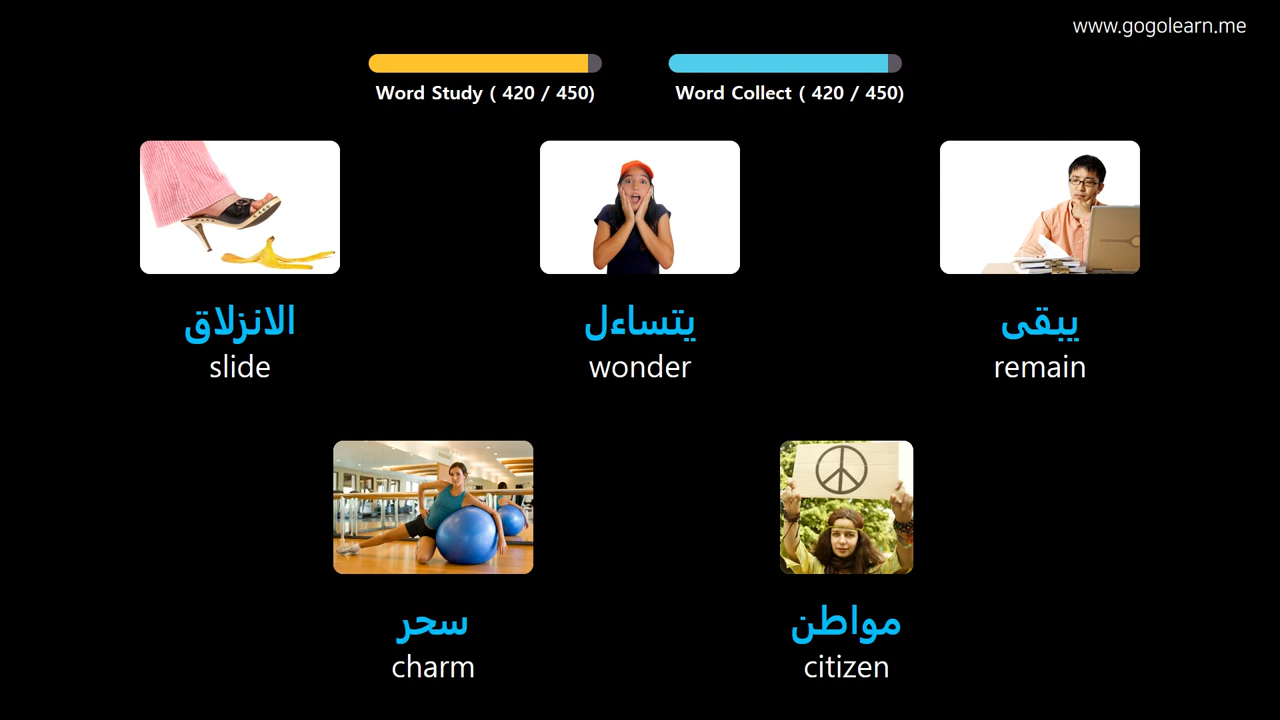 www.gogolearn.me
Word Study ( 420 / 450)
Word Collect ( 420 / 450)
الانزلاق
slide
يتساءل
wonder
يبقى
remain
سحر
charm
مواطن
citizen